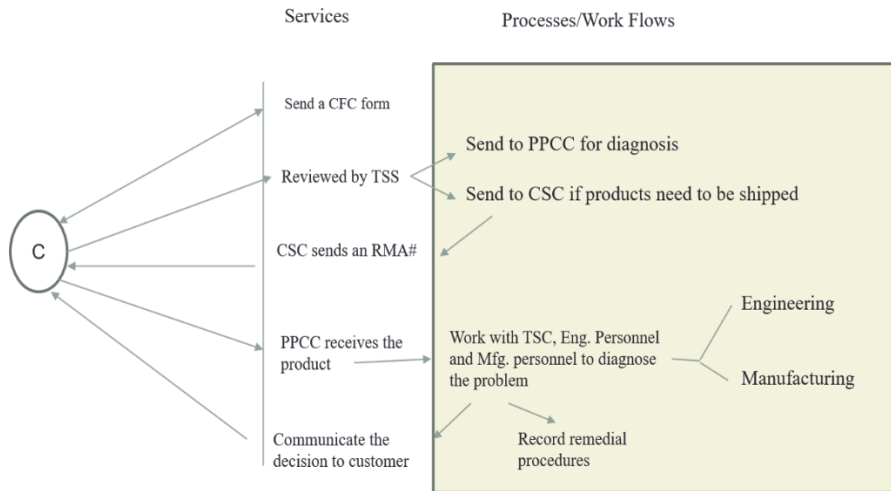 Services
Processes/Work Flows
Send a CFC form
Send to PPCC for diagnosis
Reviewed by TSS
Send to CSC if products need to be shipped
C
CSC sends an RMA#
Engineering
PPCC receives the
product
Work with TSC, Eng. Personnel
and Mfg. personnel to diagnose
the problem
Manufacturing
Communicate the
decision to customer
Record remedial
procedures